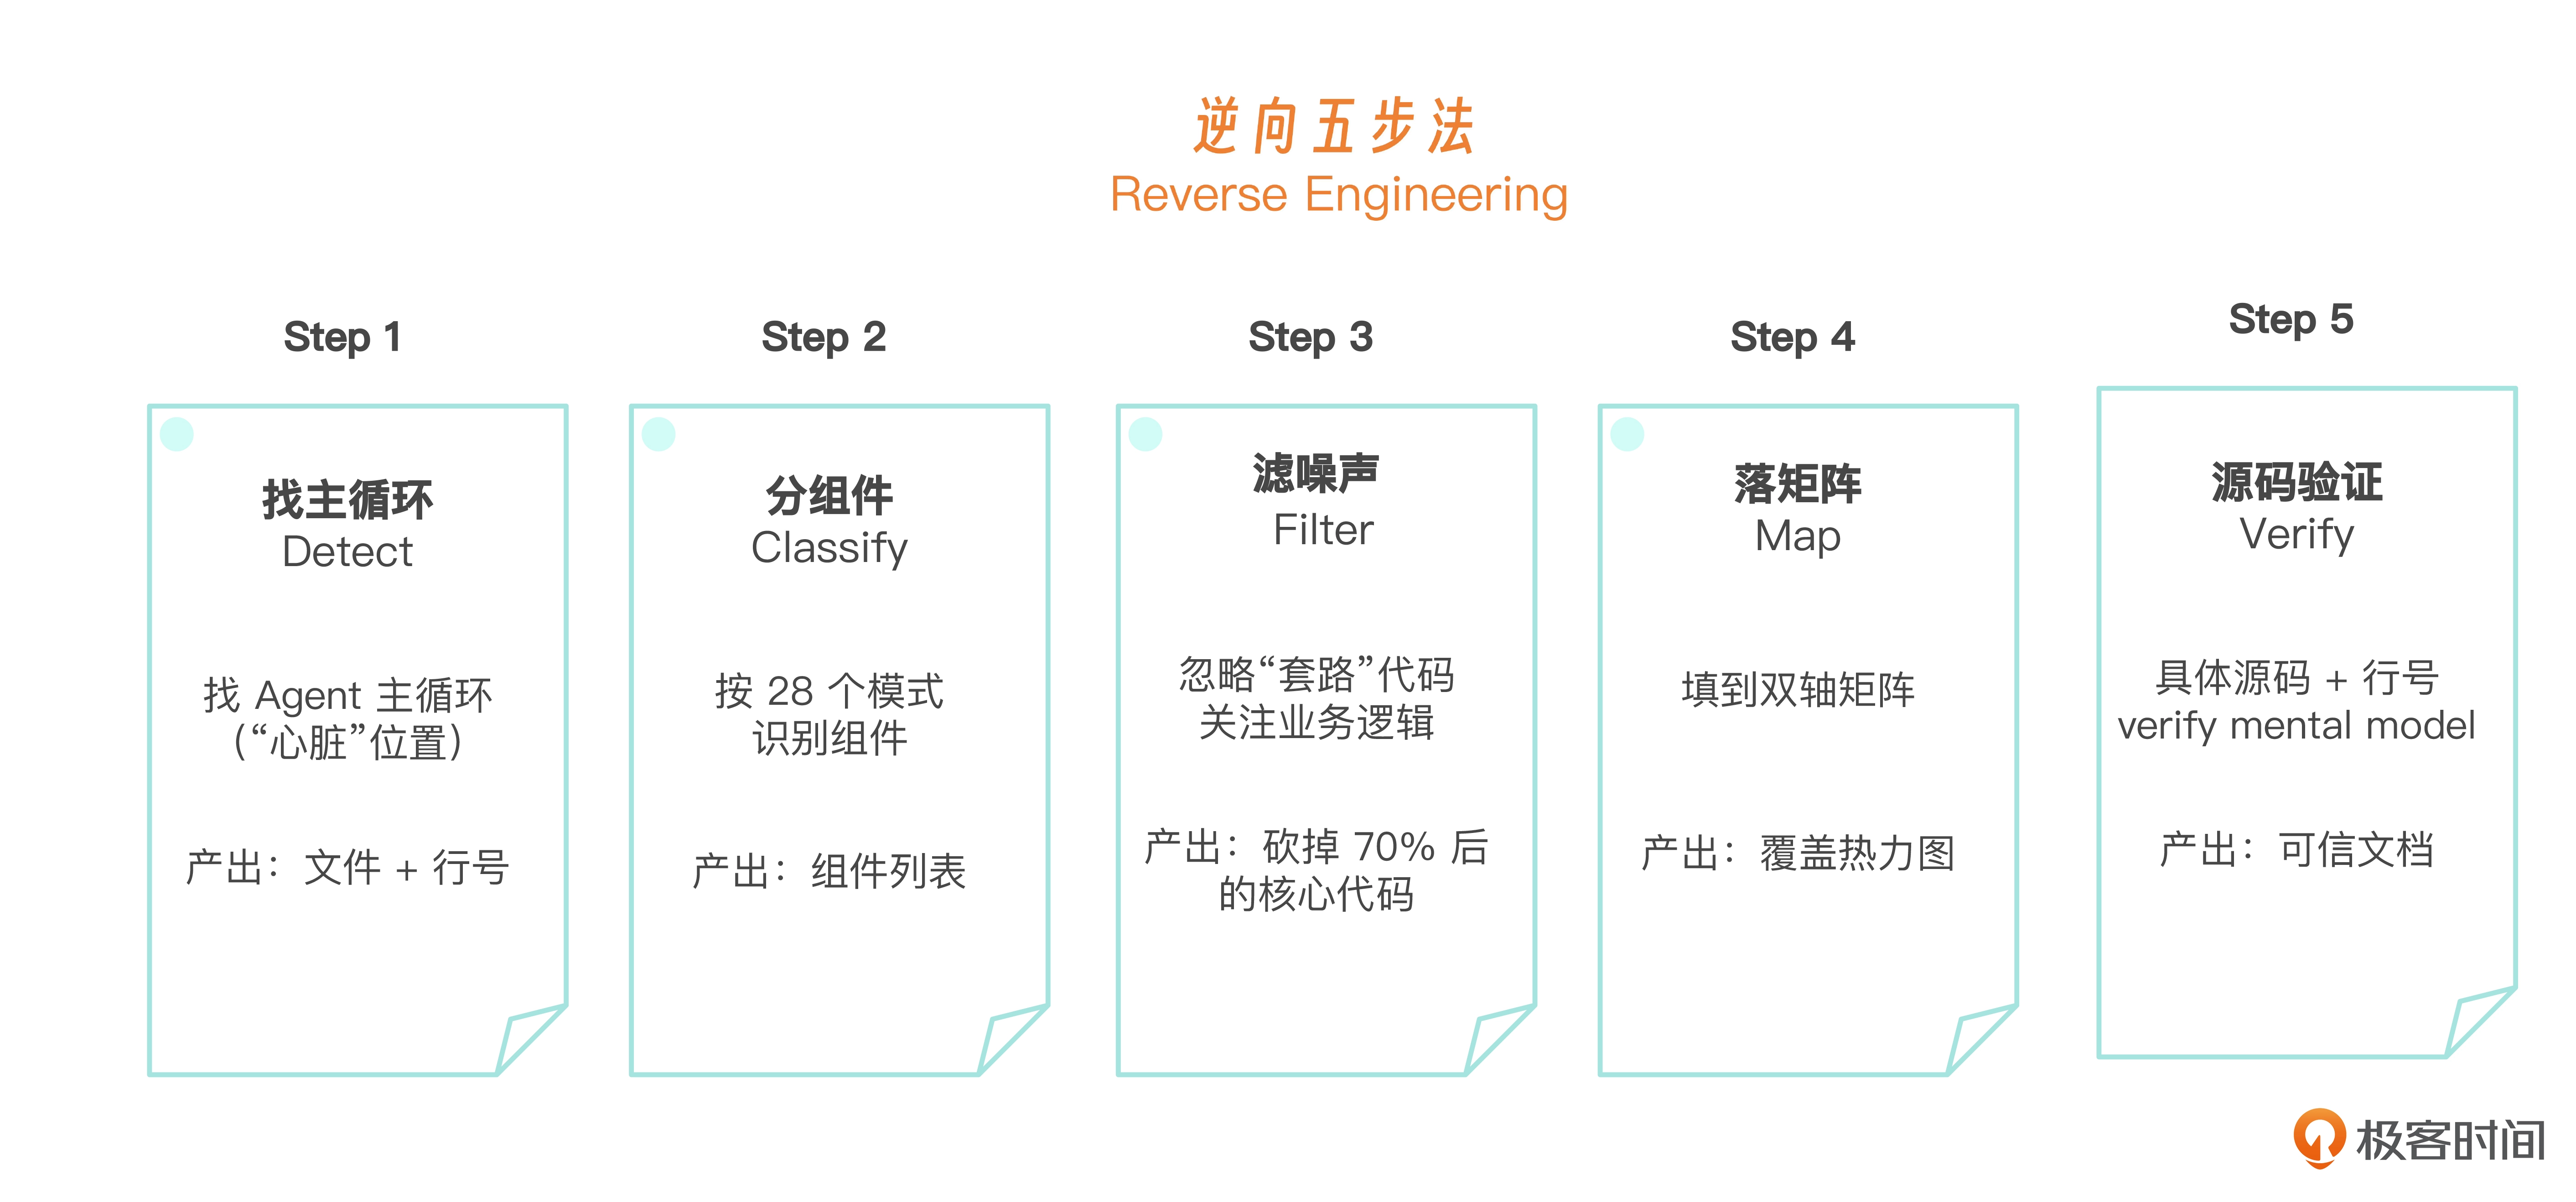 逆向五步法
Reverse Engineering
Step 1
找主循环
Detect
找 Agent 主循环
（“心脏”位置）
产出：文件 + 行号
Step 2
分组件
Classify
按 28 个模式
识别组件
产出：组件列表
Step 3
滤噪声
Filter
忽略“套路”代码
关注业务逻辑
产出：砍掉 70% 后
的核心代码
Step 4
落矩阵
Map
填到双轴矩阵
产出：覆盖热力图
Step 5
源码验证
Verify
具体源码 + 行号
verify mental model
产出：可信文档
极客时间